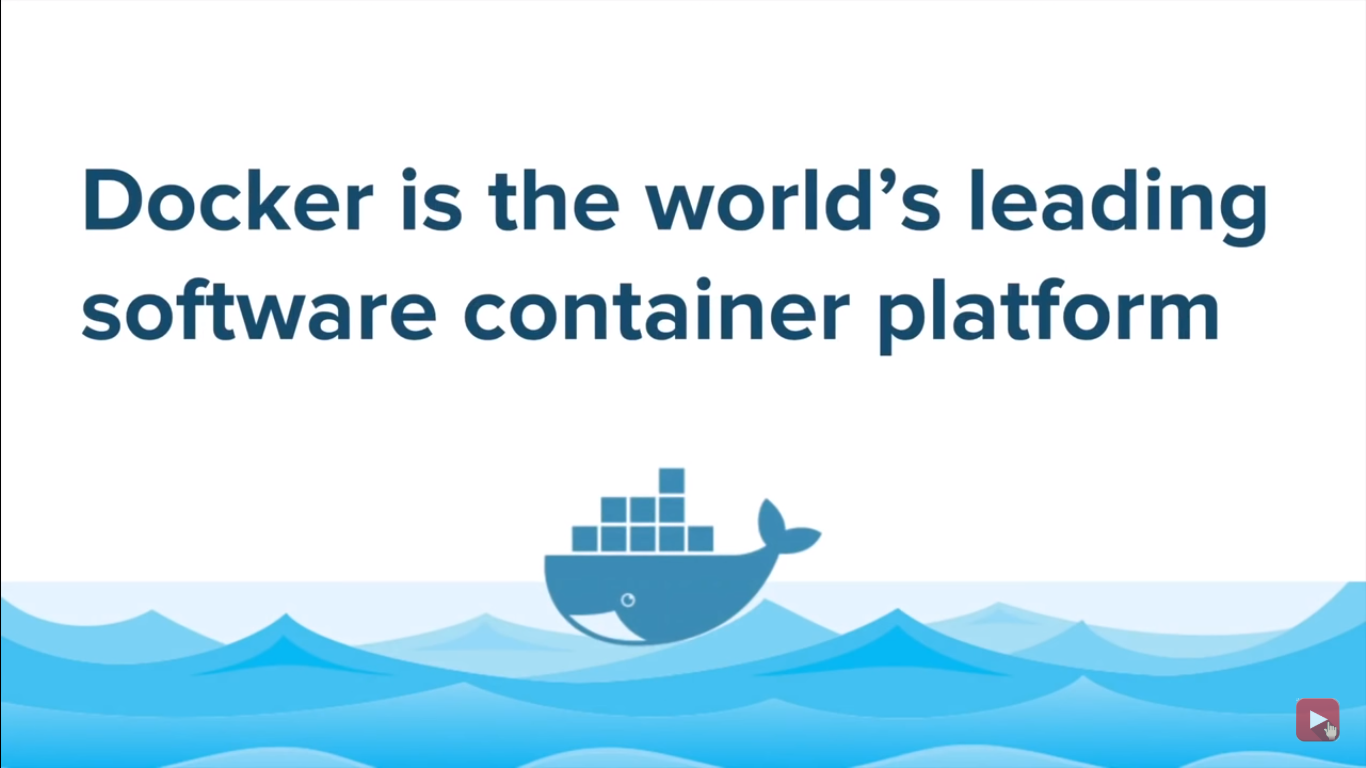 Docker is the world’s leading
software container platform